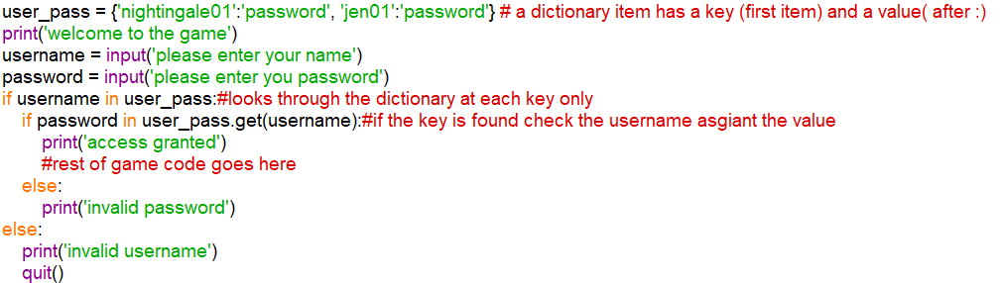 user_pass = {'nightingale01':'password', 'jen01':'password'} # a dictionary item has a key (first item) and a value( after :)
print('welcome to the game')
username = input('please enter your name')
password = input('please enter you password')
if username in user_pass:#looks through the dictionary at each key only
    if password in user_pass.get(username):#if the key is found check the username asgiant the value
        print('access granted')
        #rest of game code goes here
    else:
        print('invalid password')
else:
    print('invalid username')
    quit()